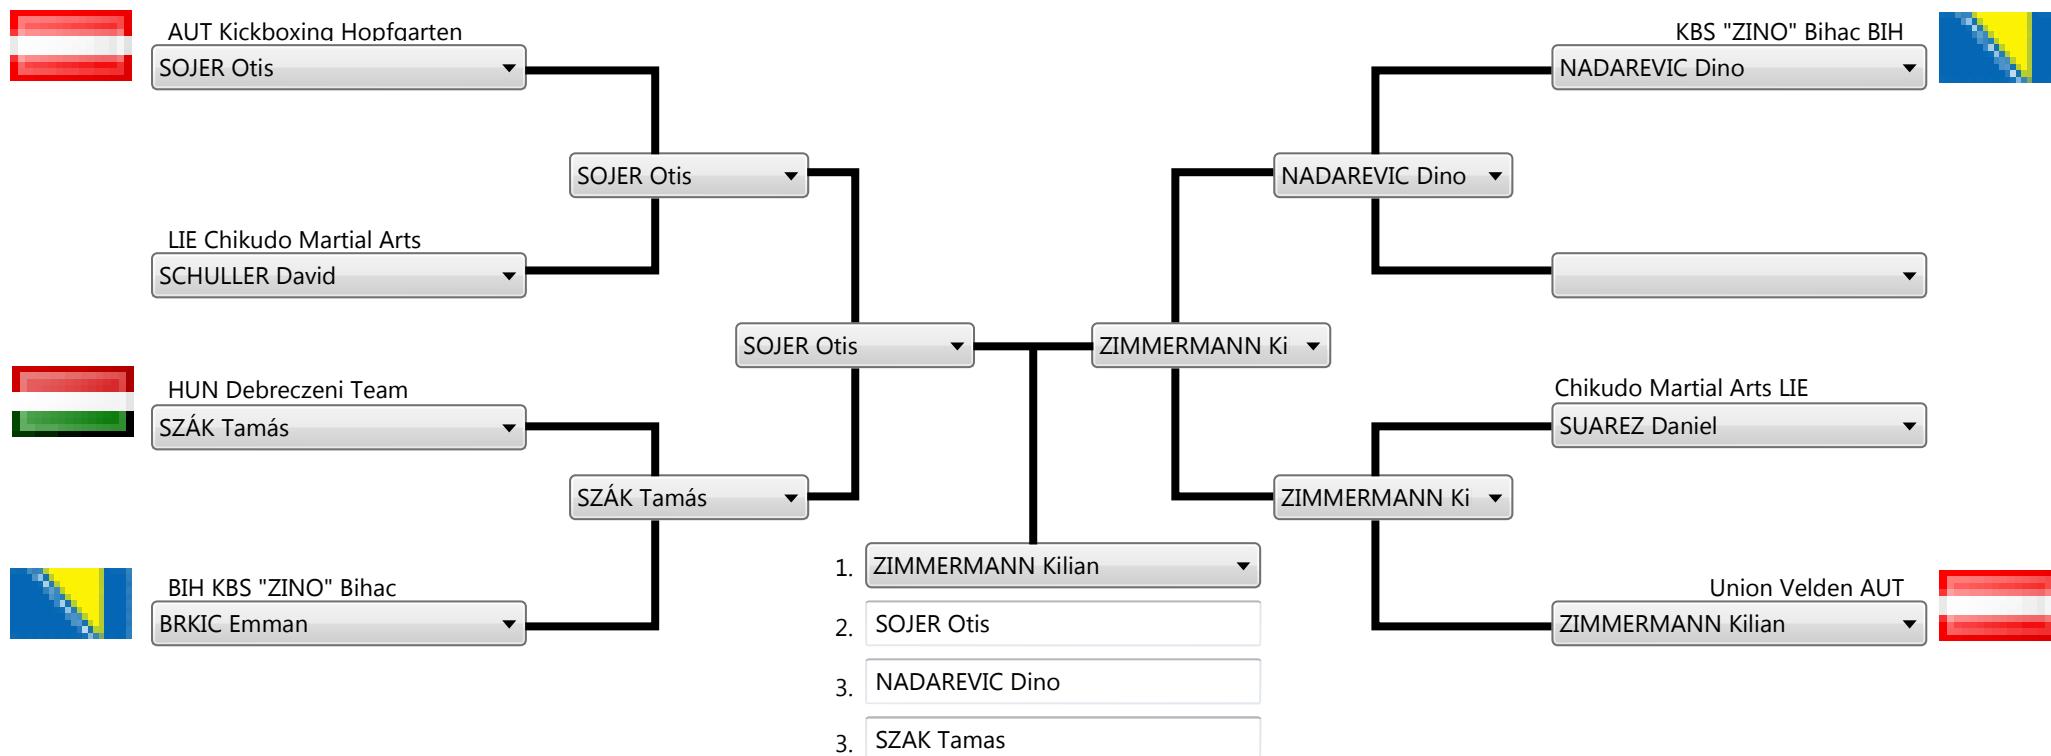 AUT Kickboxing Hopfgarten
SOJER Otis
LIE Chikudo Martial Arts
SCHULLER David
HUN Debreczeni Team
SZÁK Tamás
BIH KBS "ZINO" Bihac
BRKIC Emman
SOJER Otis
SZÁK Tamás
SOJER Otis
ZIMMERMANN Ki
NADAREVIC Dino
ZIMMERMANN Ki
KBS "ZINO" Bihac BIH
NADAREVIC Dino
Chikudo Martial Arts LIE
SUAREZ Daniel
Union Velden AUT
ZIMMERMANN Kilian
1. ZIMMERMANN Kilian
2. SOJER Otis
3. NADAREVIC Dino
3. SZAK Tamas